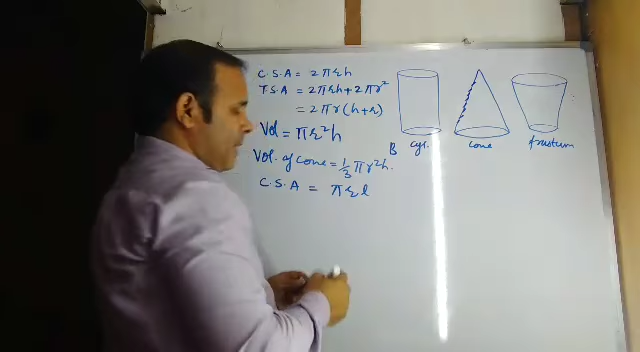 C.S.A = 2πrh
T.S.A = 2πrh + 2πr²
= 2πr(h+r)
Vol = πr²h
Vol. of cone = 1/3 πr²h.
C.S.A = πrl
B
cyl.
cone
frustum